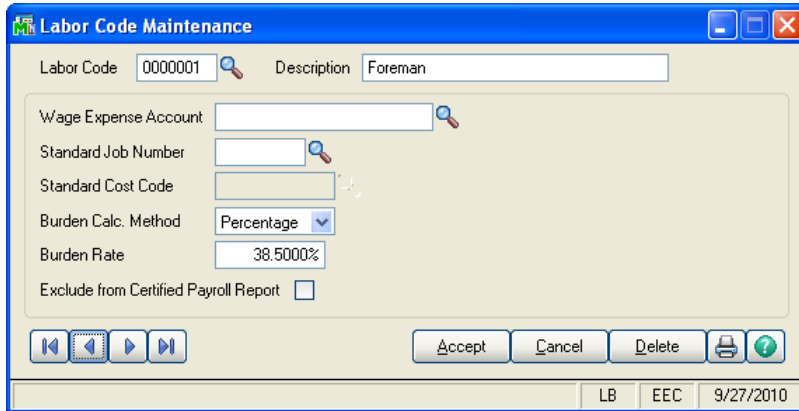 Labor Code Maintenance
Labor Code 0000001 Description Foreman
Wage Expense Account
Standard Job Number
Standard Cost Code
Burden Calc. Method Percentage
Burden Rate 38.5000%
Exclude from Certified Payroll Report
Accept Cancel Delete
LB EEC 9/27/2010